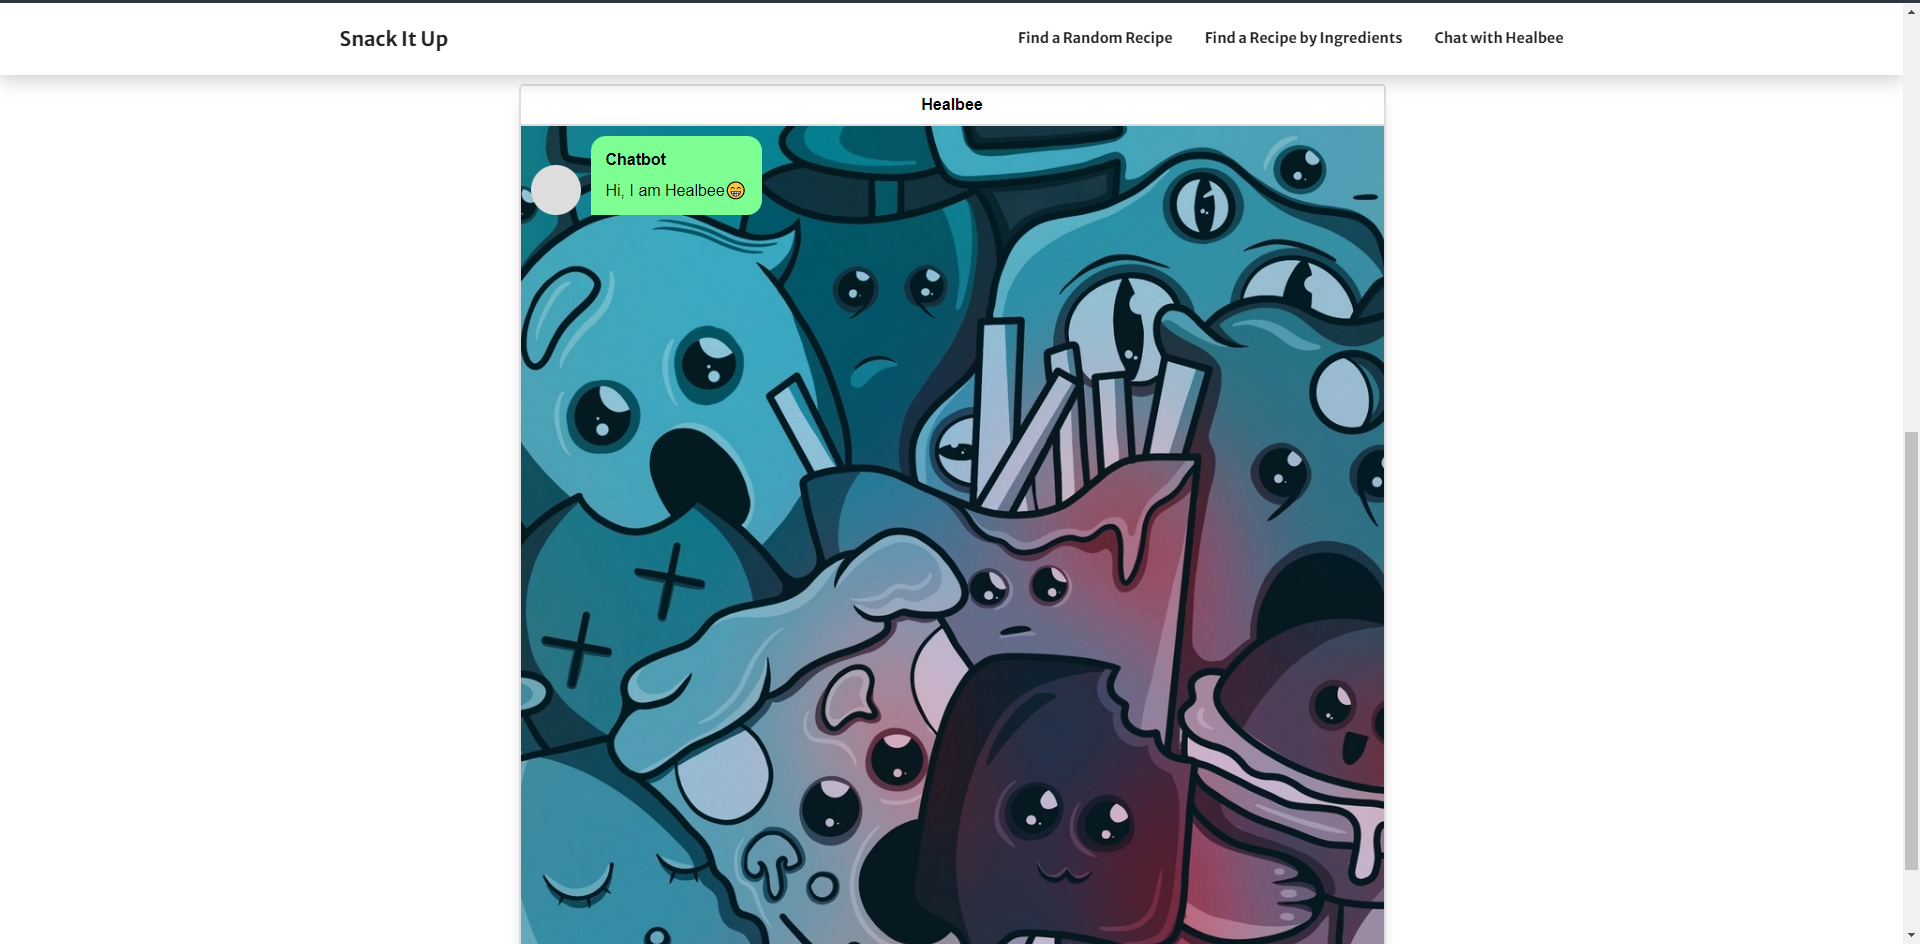 Snack It Up
Find a Random Recipe
Find a Recipe by Ingredients
Chat with Healbee
Healbee
Chatbot
Hi, I am Healbee😁